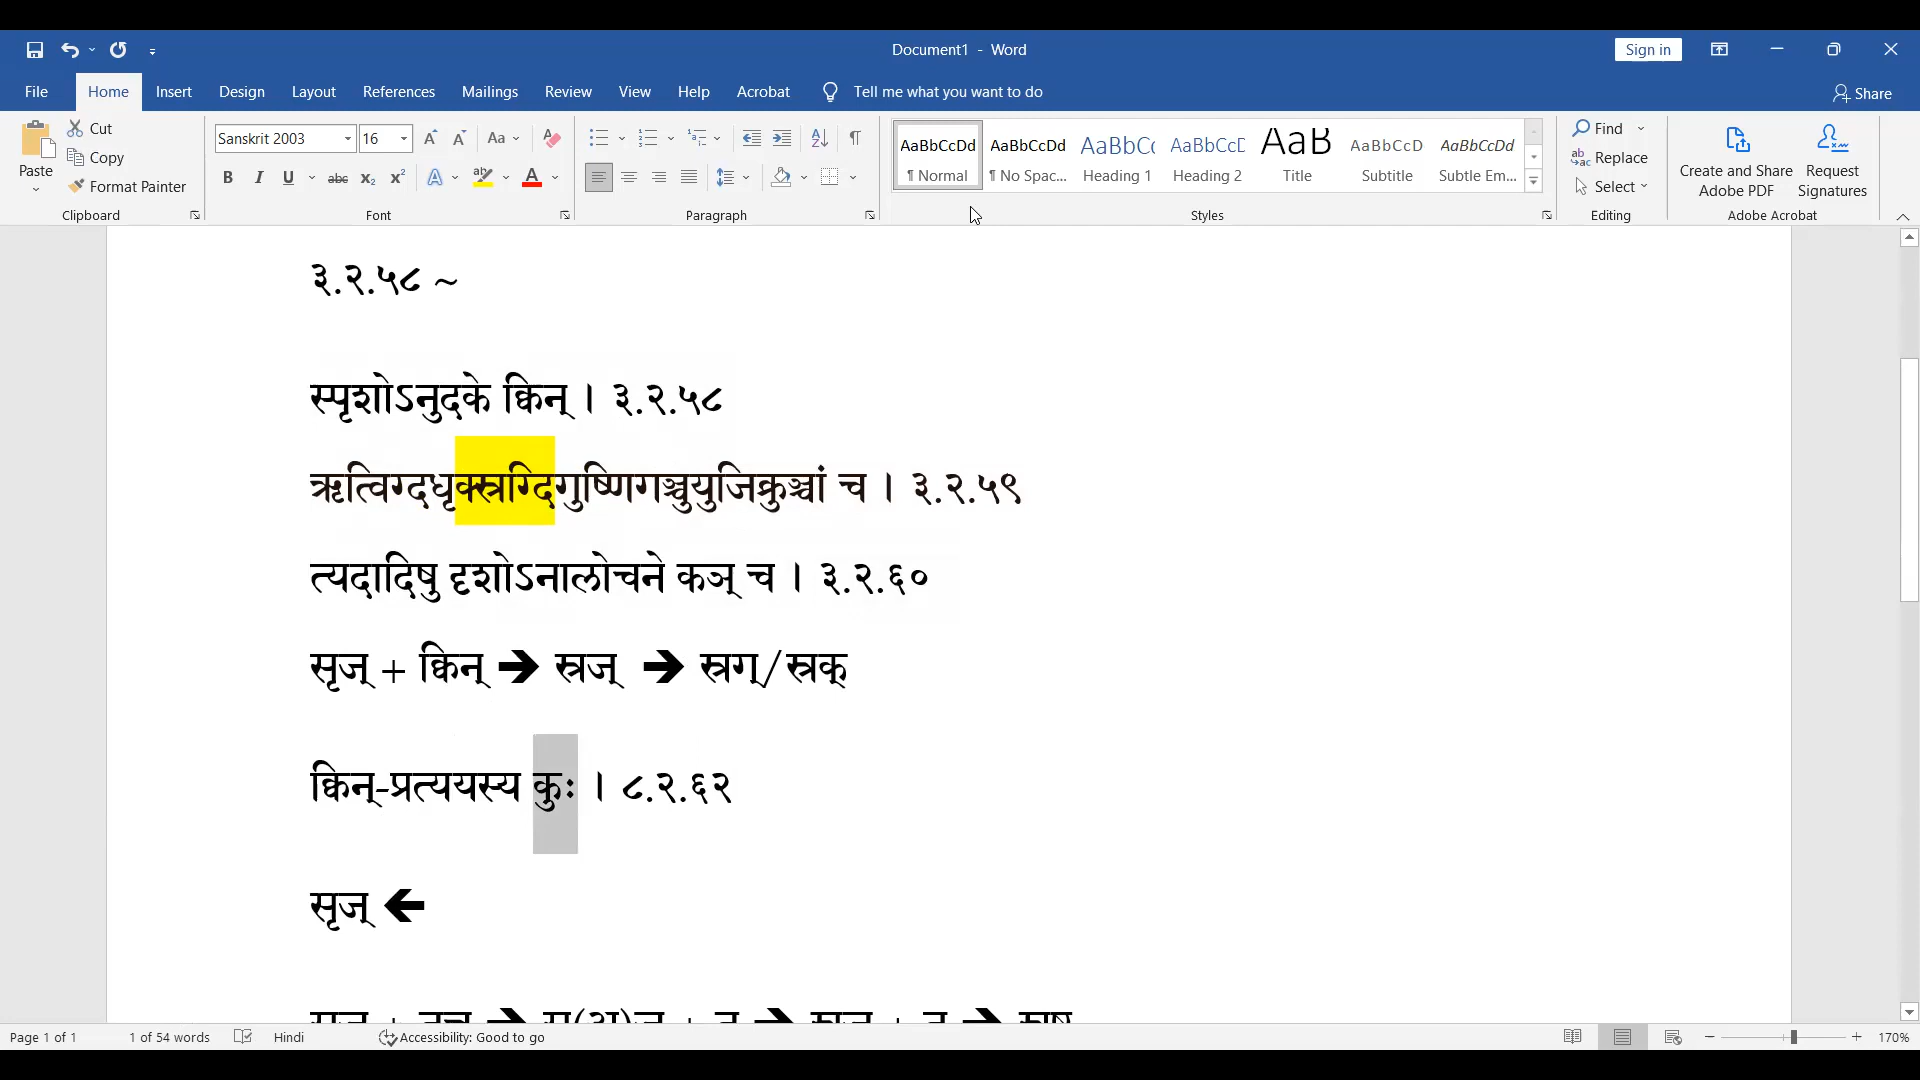 Document1 - Word
Sign in
File Home Insert Design Layout References Mailings Review View Help Acrobat Tell me what you want to do Share
Paste Cut Copy Format Painter
Clipboard
Sanskrit 2003 16
Font
Paragraph
AaBbCcDd ¶ Normal
AaBbCcDd ¶ No Spac...
AaBbCc Heading 1
AaBbCcE Heading 2
AaB Title
AaBbCcD Subtitle
AaBbCcDd Subtle Em...
Styles
Find
Replace
Select
Editing
Create and Share Adobe PDF
Request Signatures
Adobe Acrobat
३.२.५८ ~
स्पृशोऽनुदके क्विन् । ३.२.५८
ऋत्विग्दधृक्स्रग्दिगुष्णिगञ्चुयुजिक्रुञ्चां च । ३.२.५९
त्यदादिषु दृशोऽनालोचने कञ् च । ३.२.६०
सृज् + क्विन् ➔ स्रज् ➔ स्रग्/स्रक्
क्विन्-प्रत्ययस्य कुः । ८.२.६२
सृज् 🡸
Page 1 of 1 1 of 54 words Hindi Accessibility: Good to go 170%